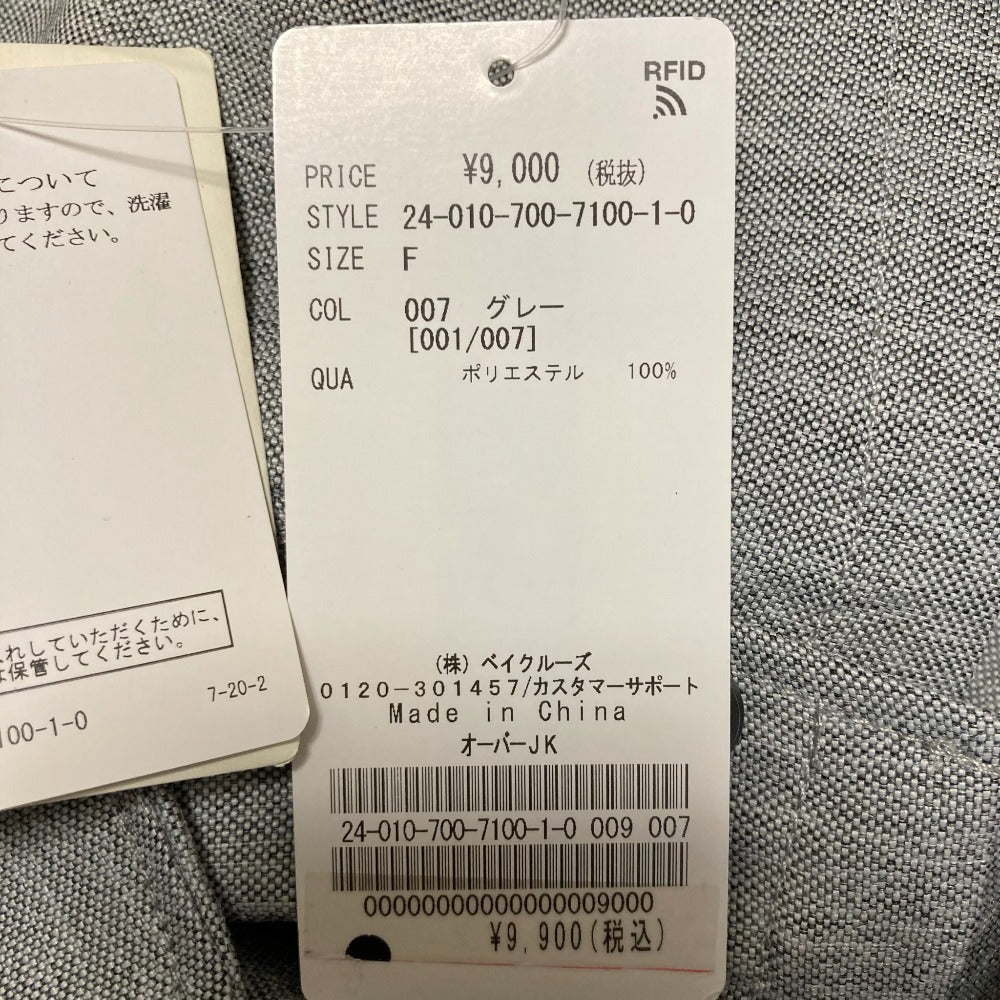 RFID
PRICE ¥9,000 (税抜)
STYLE 24-010-700-7100-1-0
SIZE F
COL 007 グレー
[001/007]
QUA ポリエステル 100%
(株) ベイクルーズ
0120-301457/カスタマーサポート
Made in China
オーバーJK
24-010-700-7100-1-0 009 007
00000000000000009000
¥9,900(税込)
について
りますので、洗濯
てください。
れしていただくために、
は保管してください。
7-20-2
100-1-0